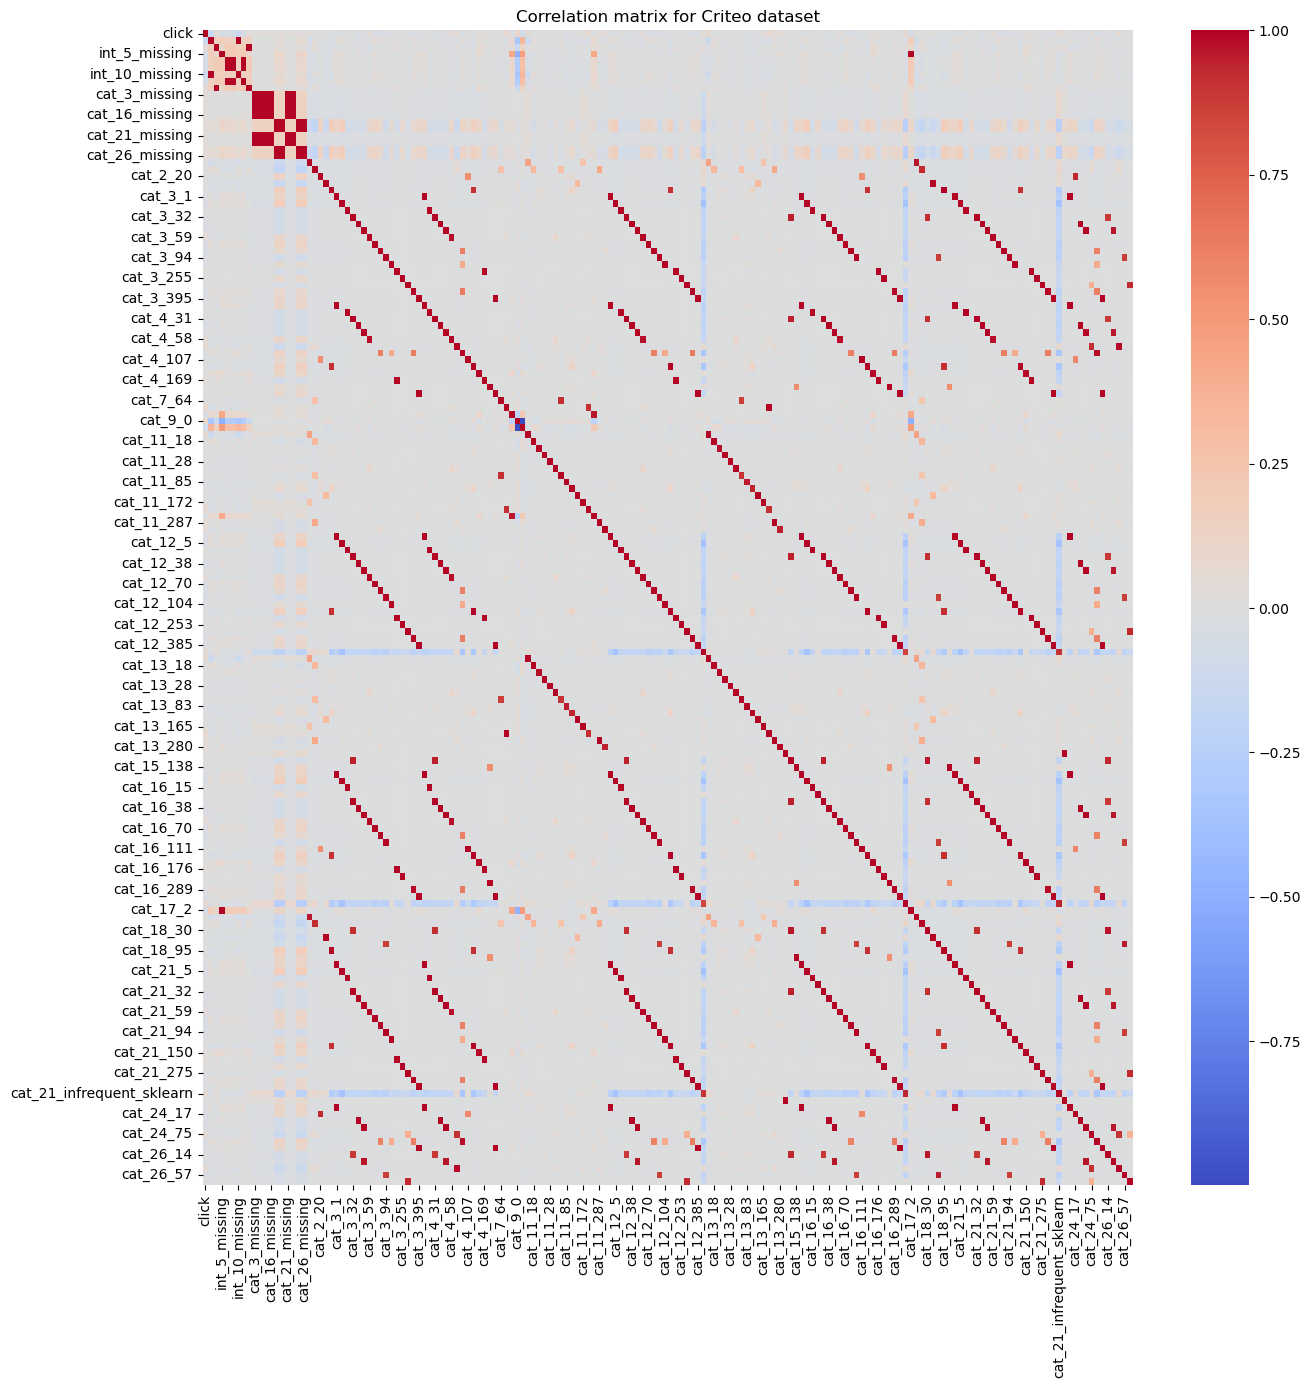 Correlation matrix for Criteo dataset
click
int_5_missing
int_10_missing
cat_3_missing
cat_16_missing
cat_21_missing
cat_26_missing
cat_2_20
cat_3_1
cat_3_32
cat_3_59
cat_3_94
cat_3_255
cat_3_395
cat_4_31
cat_4_58
cat_4_107
cat_4_169
cat_7_64
cat_9_0
cat_11_18
cat_11_28
cat_11_85
cat_11_172
cat_11_287
cat_12_5
cat_12_38
cat_12_70
cat_12_104
cat_12_253
cat_12_385
cat_13_18
cat_13_28
cat_13_83
cat_13_165
cat_13_280
cat_15_138
cat_16_15
cat_16_38
cat_16_70
cat_16_111
cat_16_176
cat_16_289
cat_17_2
cat_18_30
cat_18_95
cat_21_5
cat_21_32
cat_21_59
cat_21_94
cat_21_150
cat_21_275
cat_21_infrequent_sklearn
cat_24_17
cat_24_75
cat_26_14
cat_26_57
click
int_5_missing
int_10_missing
cat_3_missing
cat_16_missing
cat_21_missing
cat_26_missing
cat_2_20
cat_3_1
cat_3_32
cat_3_59
cat_3_94
cat_3_255
cat_3_395
cat_4_31
cat_4_58
cat_4_107
cat_4_169
cat_7_64
cat_9_0
cat_11_18
cat_11_28
cat_11_85
cat_11_172
cat_11_287
cat_12_5
cat_12_38
cat_12_70
cat_12_104
cat_12_253
cat_12_385
cat_13_18
cat_13_28
cat_13_83
cat_13_165
cat_13_280
cat_15_138
cat_16_15
cat_16_38
cat_16_70
cat_16_111
cat_16_176
cat_16_289
cat_17_2
cat_18_30
cat_18_95
cat_21_5
cat_21_32
cat_21_59
cat_21_94
cat_21_150
cat_21_275
cat_21_infrequent_sklearn
cat_24_17
cat_24_75
cat_26_14
cat_26_57
1.00
0.75
0.50
0.25
0.00
−0.25
−0.50
−0.75